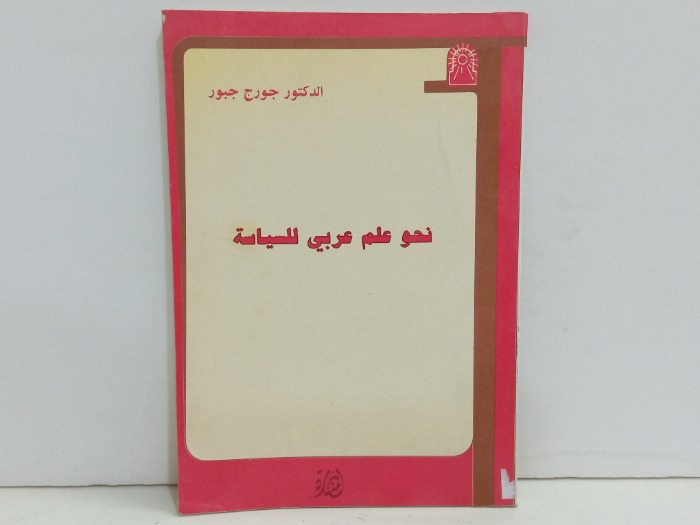 الدكتور جورج جبور
نحو علم عربي للسياسة